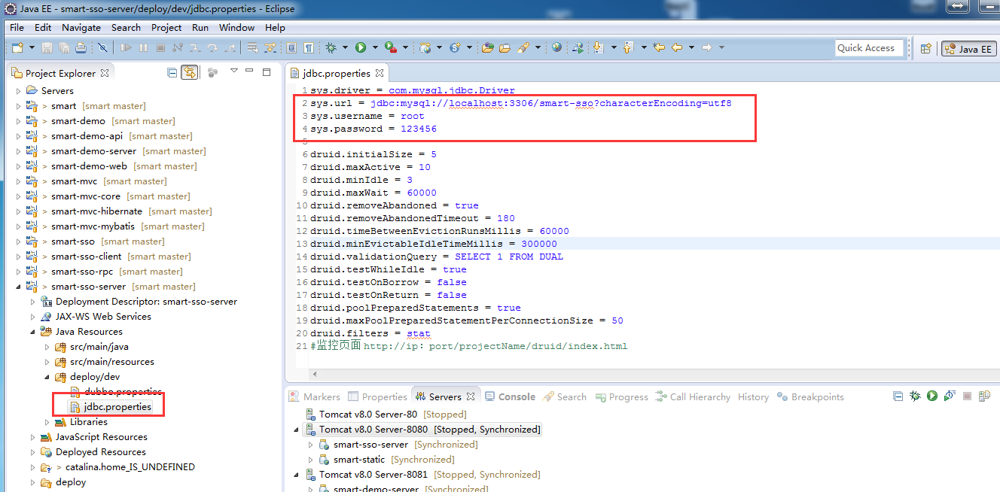 Java EE - smart-sso-server/deploy/dev/jdbc.properties - Eclipse
File Edit Navigate Search Project Run Window Help
Quick Access
Java EE
Project Explorer
Servers
> smart [smart master]
> smart-demo [smart master]
> smart-demo-api [smart master]
> smart-demo-server [smart master]
> smart-demo-web [smart master]
> smart-mvc [smart master]
> smart-mvc-core [smart master]
> smart-mvc-hibernate [smart master]
> smart-mvc-mybatis [smart master]
> smart-sso [smart master]
> smart-sso-client [smart master]
> smart-sso-rpc [smart master]
> smart-sso-server [smart master]
Deployment Descriptor: smart-sso-server
JAX-WS Web Services
Java Resources
src/main/java
src/main/resources
deploy/dev
dubbo.properties
jdbc.properties
Libraries
JavaScript Resources
Deployed Resources
> catalina.home_IS_UNDEFINED
deploy
jdbc.properties
1 sys.driver = com.mysql.jdbc.Driver
2 sys.url = jdbc:mysql://localhost:3306/smart-sso?characterEncoding=utf8
3 sys.username = root
4 sys.password = 123456
5
6 druid.initialSize = 5
7 druid.maxActive = 10
8 druid.minIdle = 3
9 druid.maxWait = 60000
10 druid.removeAbandoned = true
11 druid.removeAbandonedTimeout = 180
12 druid.timeBetweenEvictionRunsMillis = 60000
13 druid.minEvictableIdleTimeMillis = 300000
14 druid.validationQuery = SELECT 1 FROM DUAL
15 druid.testWhileIdle = true
16 druid.testOnBorrow = false
17 druid.testOnReturn = false
18 druid.poolPreparedStatements = true
19 druid.maxPoolPreparedStatementPerConnectionSize = 50
20 druid.filters = stat
21 #监控页面 http://ip: port/projectName/druid/index.html
Markers Properties Servers Console Search Progress Call Hierarchy History Breakpoints
Tomcat v8.0 Server-80 [Stopped]
Tomcat v8.0 Server-8080 [Stopped, Synchronized]
smart-sso-server [Synchronized]
smart-static [Synchronized]
Tomcat v8.0 Server-8081 [Stopped, Synchronized]
smart-demo-server [Synchronized]